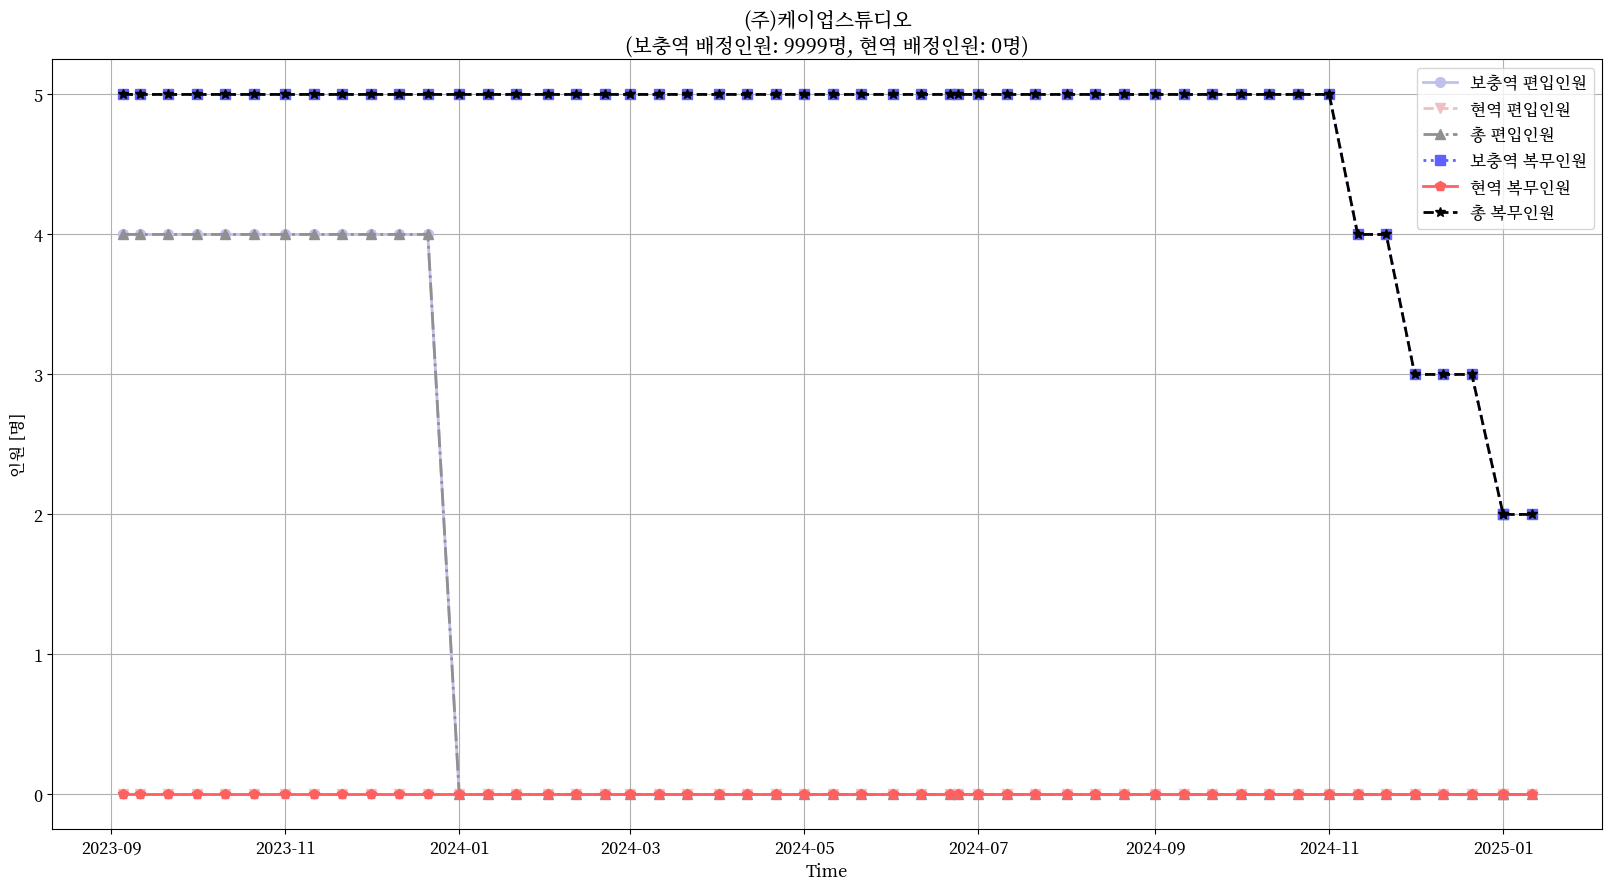 (주)케이업스튜디오
(보충역 배정인원: 9999명, 현역 배정인원: 0명)
보충역 편입인원
현역 편입인원
총 편입인원
보충역 복무인원
현역 복무인원
총 복무인원
인원 [명]
5
4
3
2
1
0
2023-09 2023-11 2024-01 2024-03 2024-05 2024-07 2024-09 2024-11 2025-01
Time